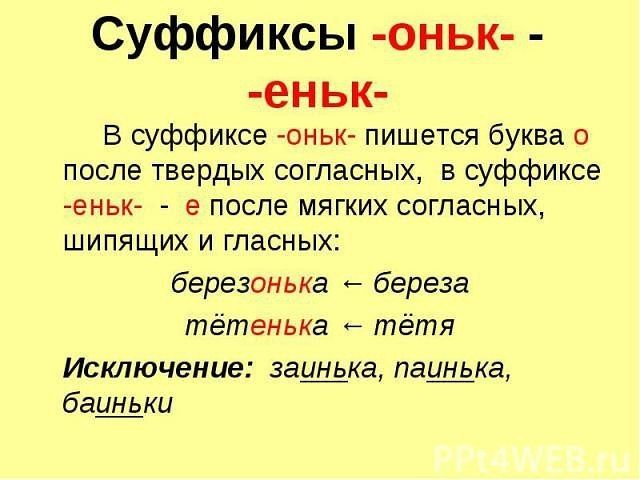 Суффиксы -оньк- -
-еньк-
В суффиксе -оньк- пишется буква о
после твердых согласных, в суффиксе
-еньк- - е после мягких согласных,
шипящих и гласных:
березонька ← береза
тётенька ← тётя
Исключение: заинька, паинька,
баиньки
PPt4WEB.ru